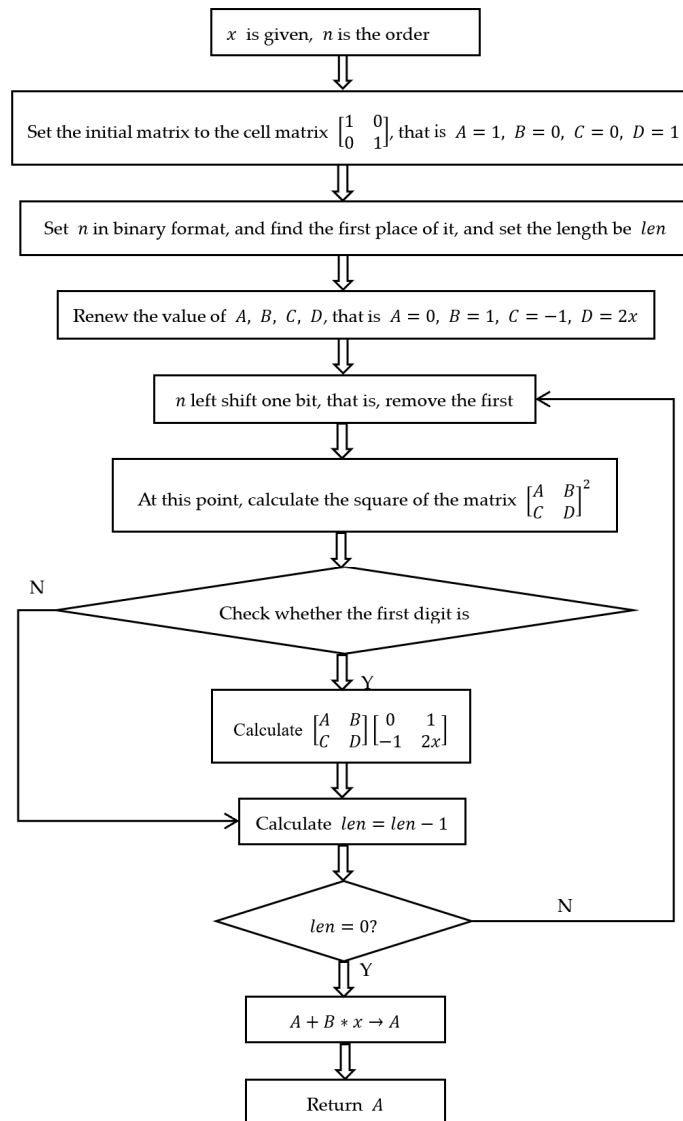 x is given, n is the order
Set the initial matrix to the cell matrix [1 0
0 1], that is A = 1, B = 0, C = 0, D = 1
Set n in binary format, and find the first place of it, and set the length be len
Renew the value of A, B, C, D, that is A = 0, B = 1, C = −1, D = 2x
n left shift one bit, that is, remove the first
At this point, calculate the square of the matrix [A B
C D]²
N
Check whether the first digit is
Y
Calculate [A B
C D] [0 1
−1 2x]
Calculate len = len − 1
N
len = 0?
Y
A + B * x → A
Return A